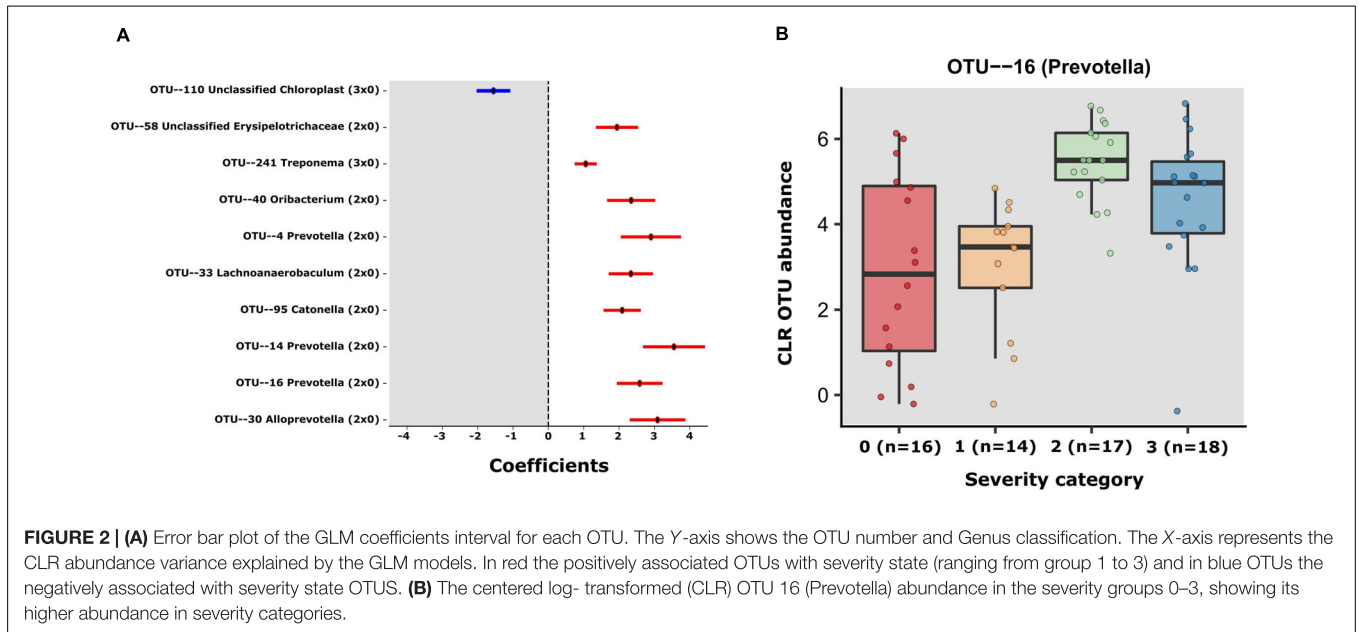 A
OTU--110 Unclassified Chloroplast (3x0)
OTU--58 Unclassified Erysipelotrichaceae (2x0)
OTU--241 Treponema (3x0)
OTU--40 Oribacterium (2x0)
OTU--4 Prevotella (2x0)
OTU--33 Lachnoanaerobaculum (2x0)
OTU--95 Catonella (2x0)
OTU--14 Prevotella (2x0)
OTU--16 Prevotella (2x0)
OTU--30 Alloprevotella (2x0)
-4 -3 -2 -1 0 1 2 3 4
Coefficients
B
OTU−−16 (Prevotella)
CLR OTU abundance
6
4
2
0
0 (n=16) 1 (n=14) 2 (n=17) 3 (n=18)
Severity category
FIGURE 2 | (A) Error bar plot of the GLM coefficients interval for each OTU. The Y-axis shows the OTU number and Genus classification. The X-axis represents the
CLR abundance variance explained by the GLM models. In red the positively associated OTUs with severity state (ranging from group 1 to 3) and in blue OTUs the
negatively associated with severity state OTUS. (B) The centered log- transformed (CLR) OTU 16 (Prevotella) abundance in the severity groups 0–3, showing its
higher abundance in severity categories.